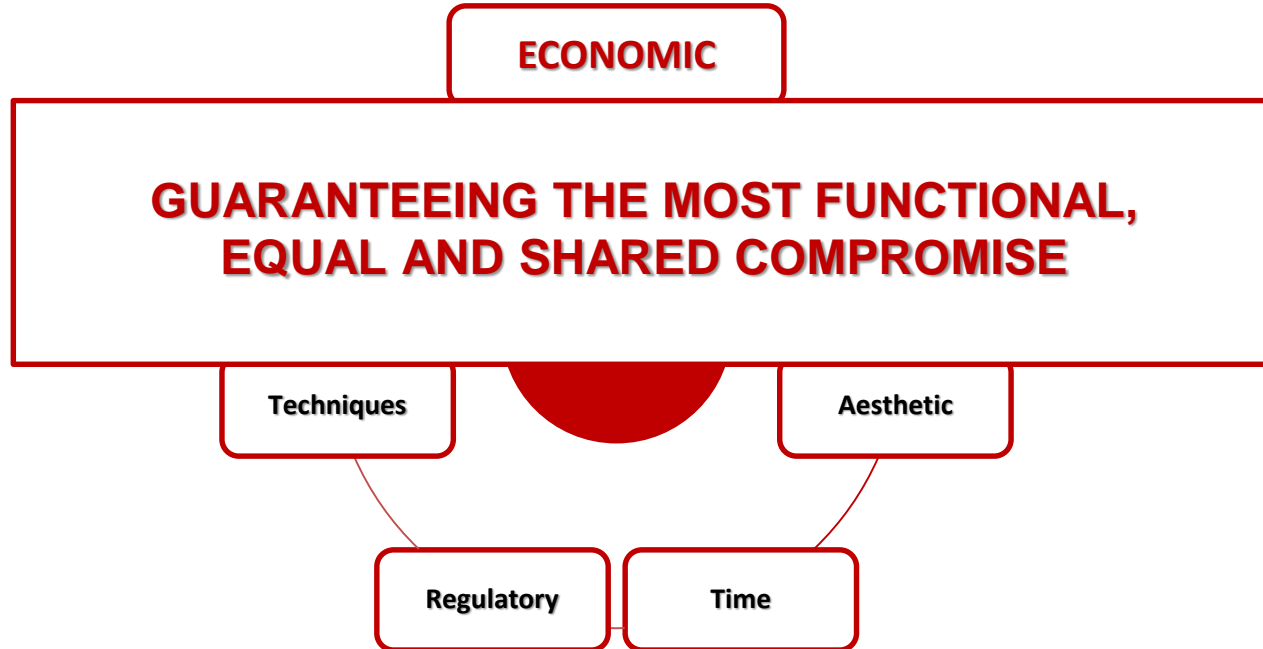 ECONOMIC
GUARANTEEING THE MOST FUNCTIONAL,
EQUAL AND SHARED COMPROMISE
Techniques
Aesthetic
Regulatory
Time